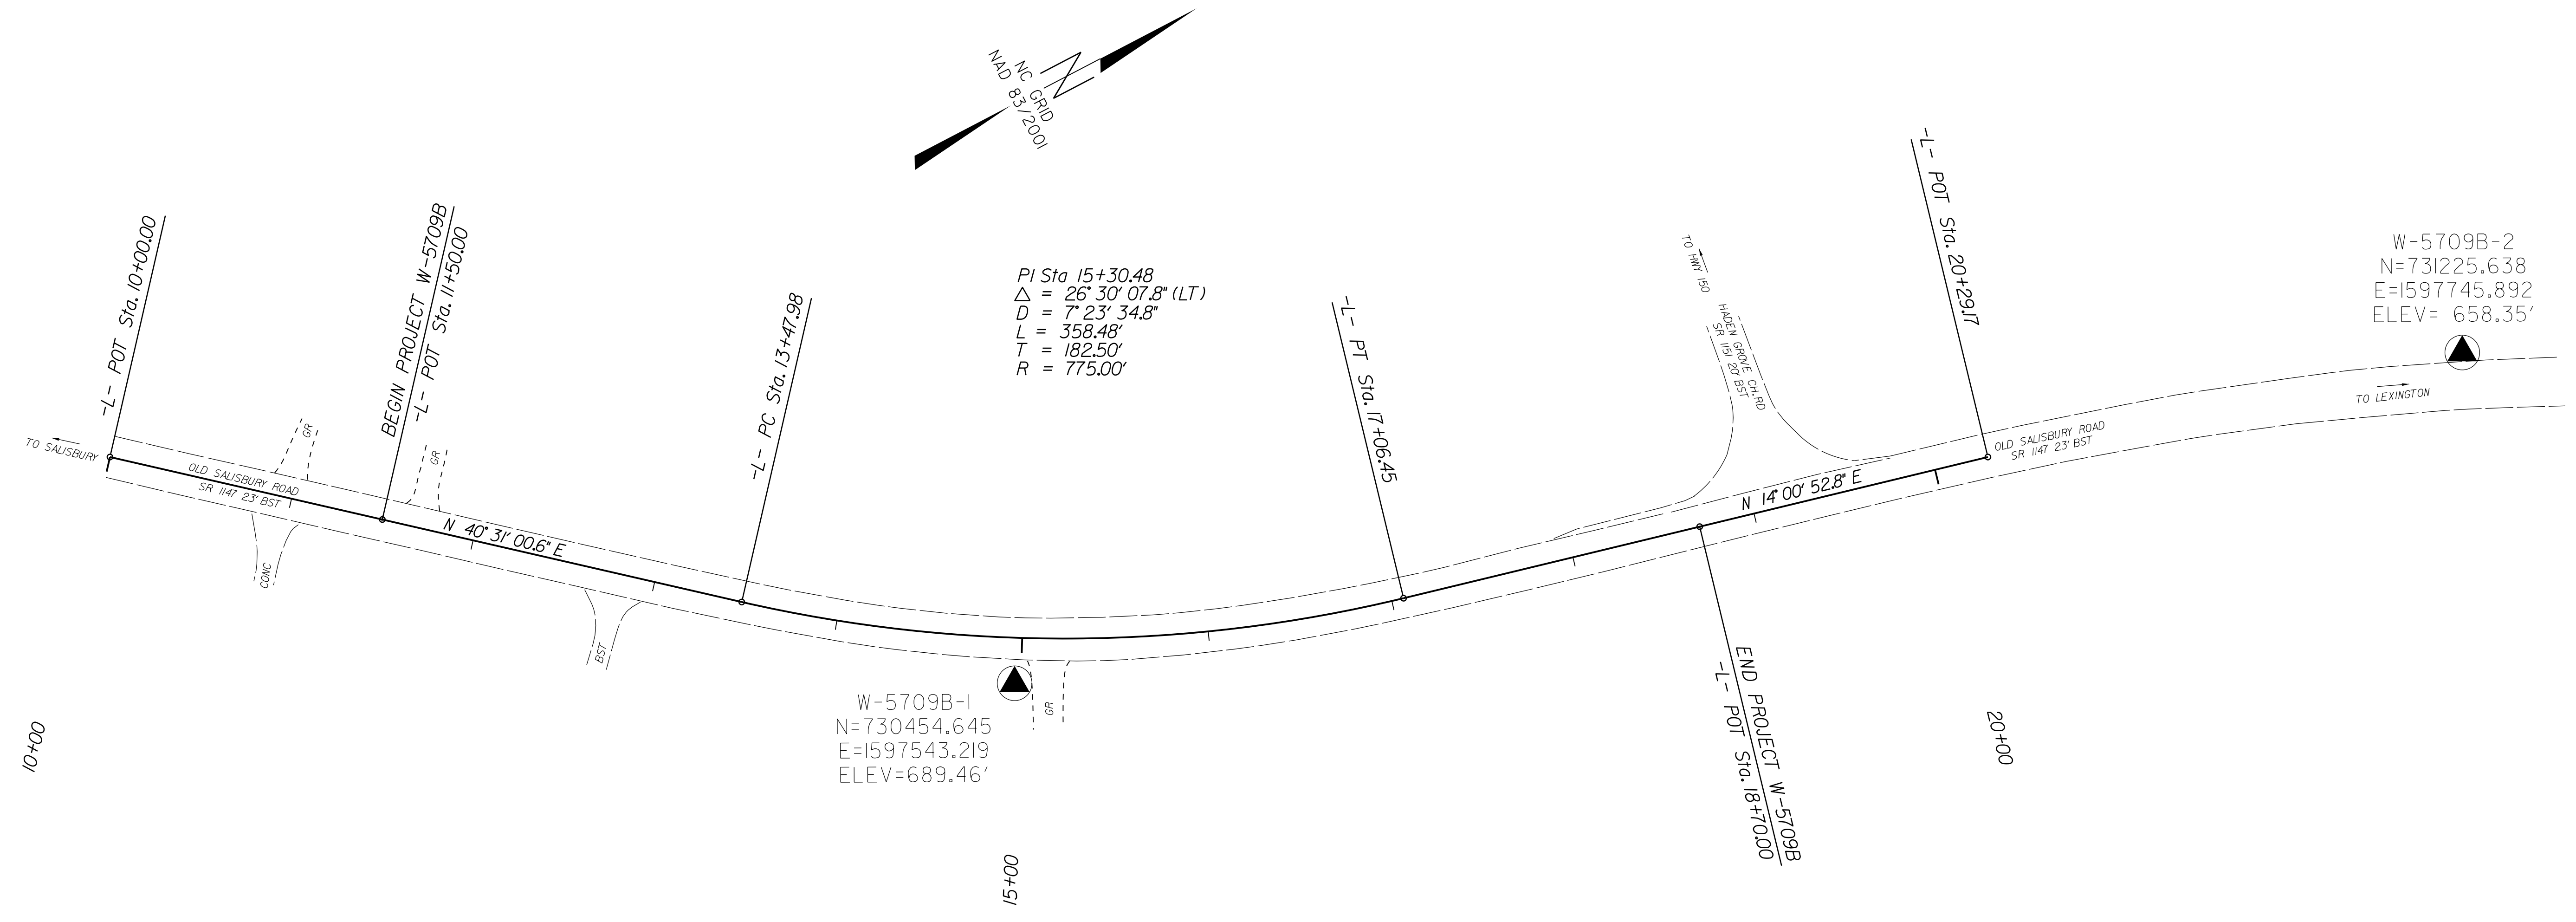 NC GRID
NAD 83/2001
-L- POT Sta. 10+00.00
BEGIN PROJECT W-5709B
-L- POT Sta. 11+50.00
-L- PC Sta. 13+47.98
PI Sta 15+30.48
△ = 26° 30' 07.8" (LT)
D = 7° 23' 34.8"
L = 358.48'
T = 182.50'
R = 775.00'
-L- PT Sta. 17+06.45
TO HWY 150
HADEN GROVE CH.RD
SR 1151 20' BST
-L- POT Sta. 20+29.17
W-5709B-2
N=731225.638
E=1597745.892
ELEV= 658.35'
TO SALISBURY
OLD SALISBURY ROAD
SR 1147 23' BST
GR
GR
N 40° 31' 00.6" E
CONC
BST
GR
N 14° 00' 52.8" E
OLD SALISBURY ROAD
SR 1147 23' BST
TO LEXINGTON
W-5709B-1
N=730454.645
E=1597543.219
ELEV=689.46'
END PROJECT W-5709B
-L- POT Sta. 18+70.00
10+00
15+00
20+00